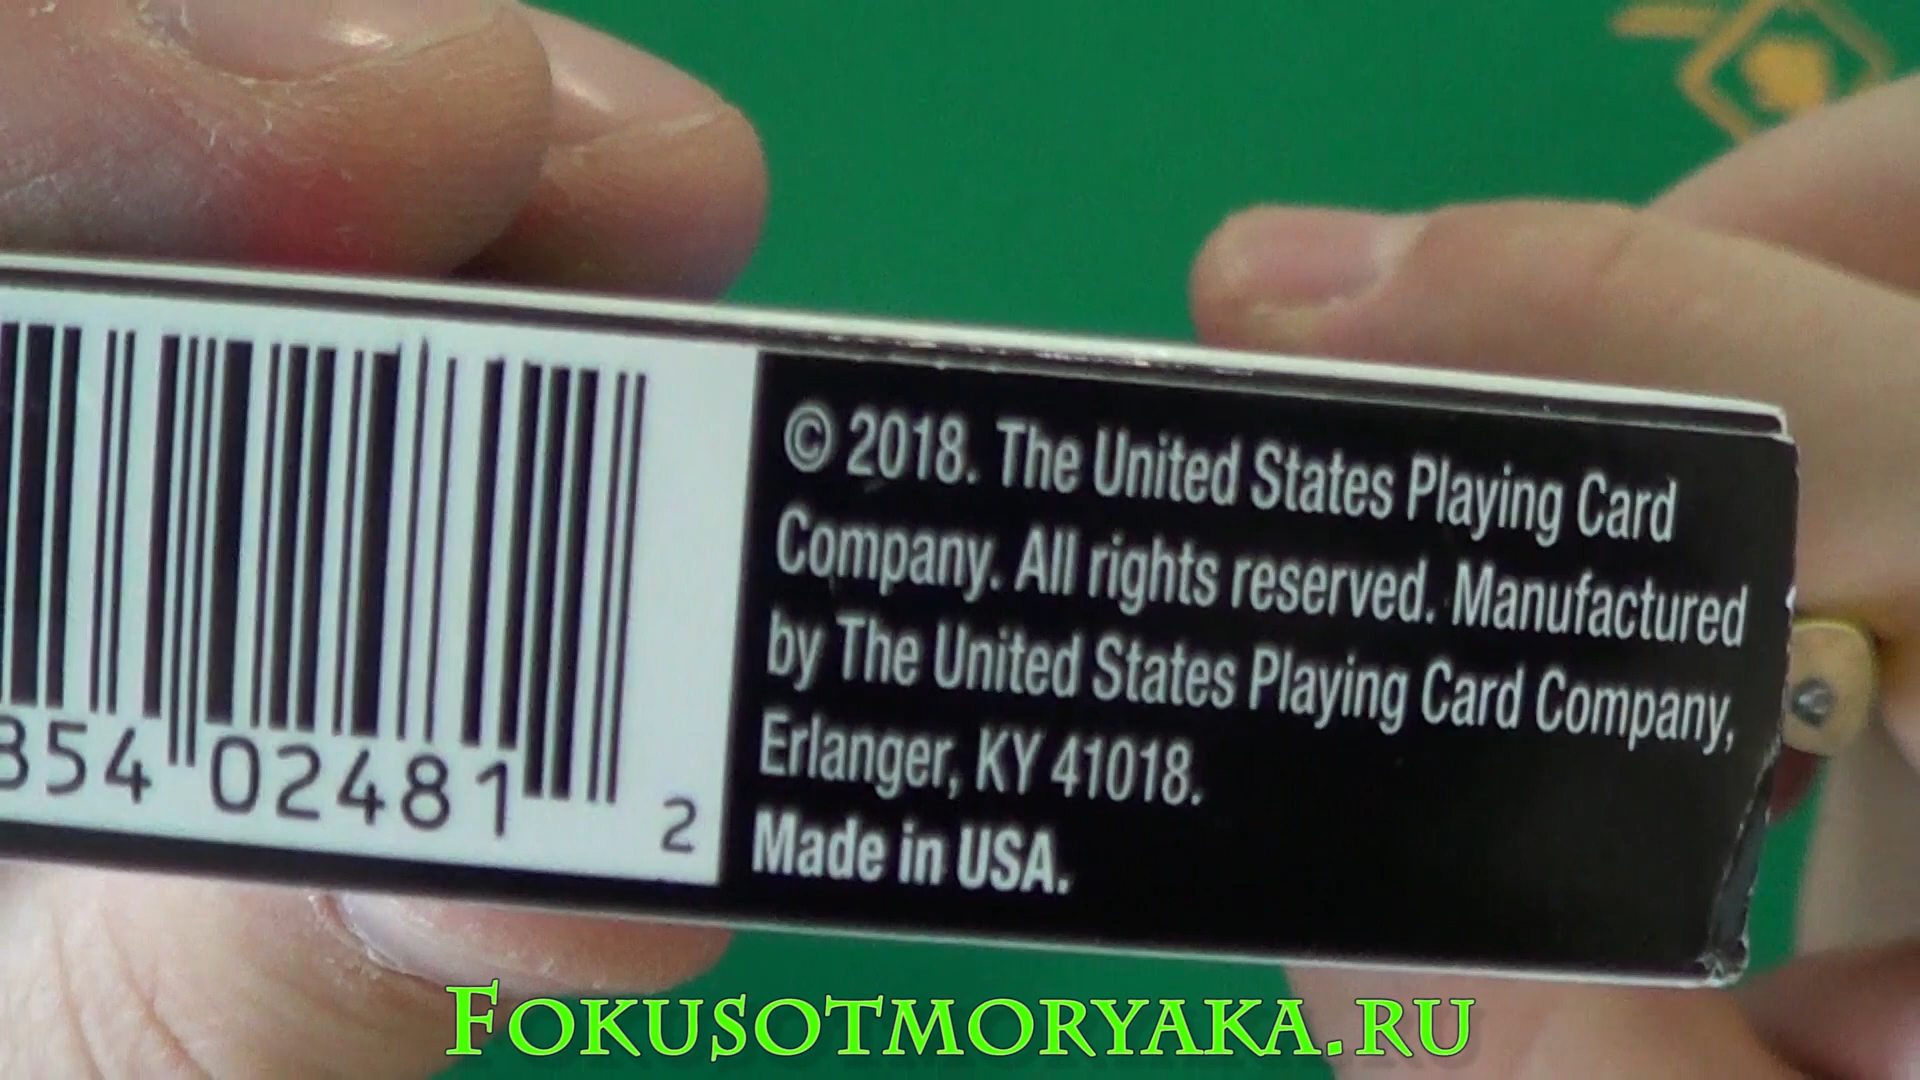 © 2018. The United States Playing Card
Company. All rights reserved. Manufactured
by The United States Playing Card Company,
Erlanger, KY 41018.
Made in USA.
854 02481 2
FOKUSOTMORYAKA.RU